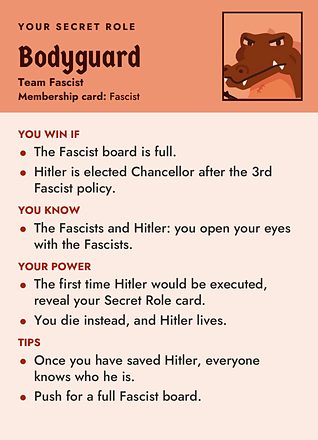 YOUR SECRET ROLE
Bodyguard
Team Fascist
Membership card: Fascist
YOU WIN IF
• The Fascist board is full.
• Hitler is elected Chancellor after the 3rd
Fascist policy.
YOU KNOW
• The Fascists and Hitler: you open your eyes
with the Fascists.
YOUR POWER
• The first time Hitler would be executed,
reveal your Secret Role card.
• You die instead, and Hitler lives.
TIPS
• Once you have saved Hitler, everyone
knows who he is.
• Push for a full Fascist board.